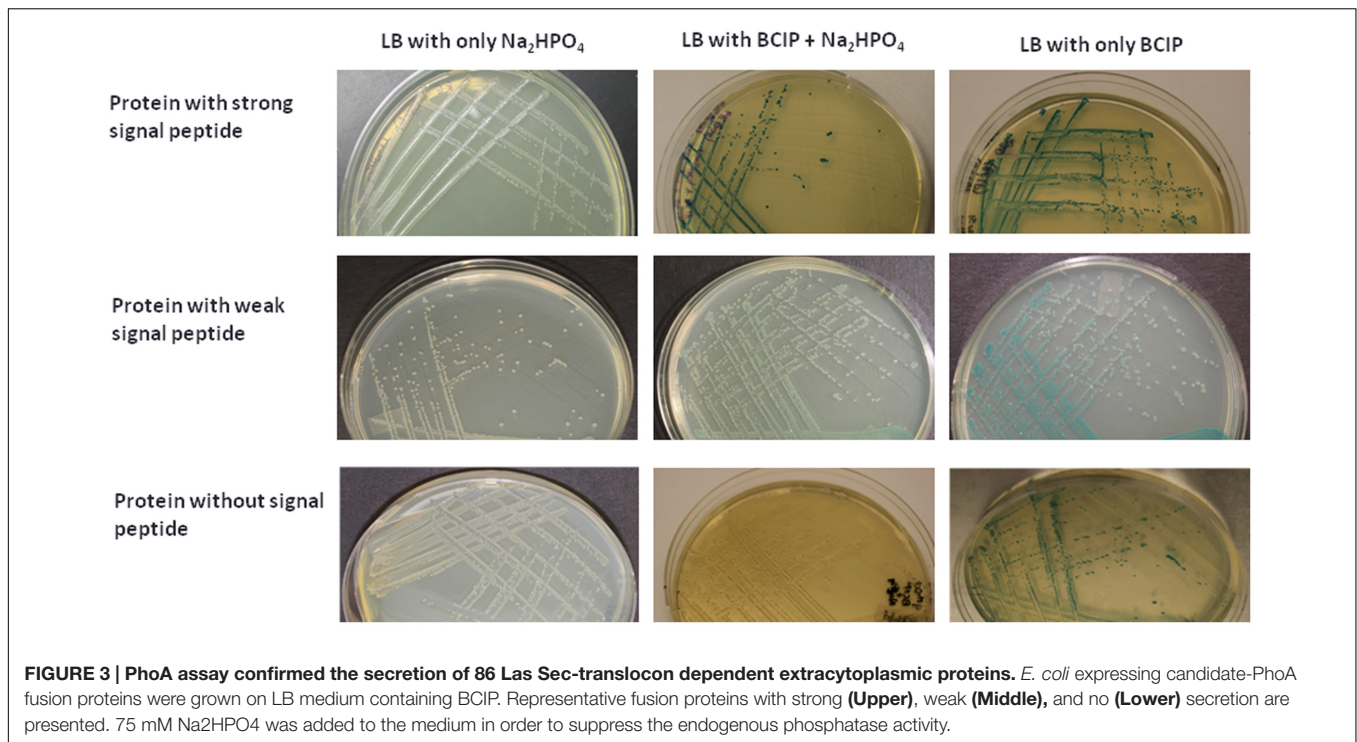 LB with only Na₂HPO₄
LB with BCIP + Na₂HPO₄
LB with only BCIP
Protein with strong
signal peptide
Protein with weak
signal peptide
Protein without signal
peptide
FIGURE 3 | PhoA assay confirmed the secretion of 86 Las Sec-translocon dependent extracytoplasmic proteins. E. coli expressing candidate-PhoA
fusion proteins were grown on LB medium containing BCIP. Representative fusion proteins with strong (Upper), weak (Middle), and no (Lower) secretion are
presented. 75 mM Na2HPO4 was added to the medium in order to suppress the endogenous phosphatase activity.